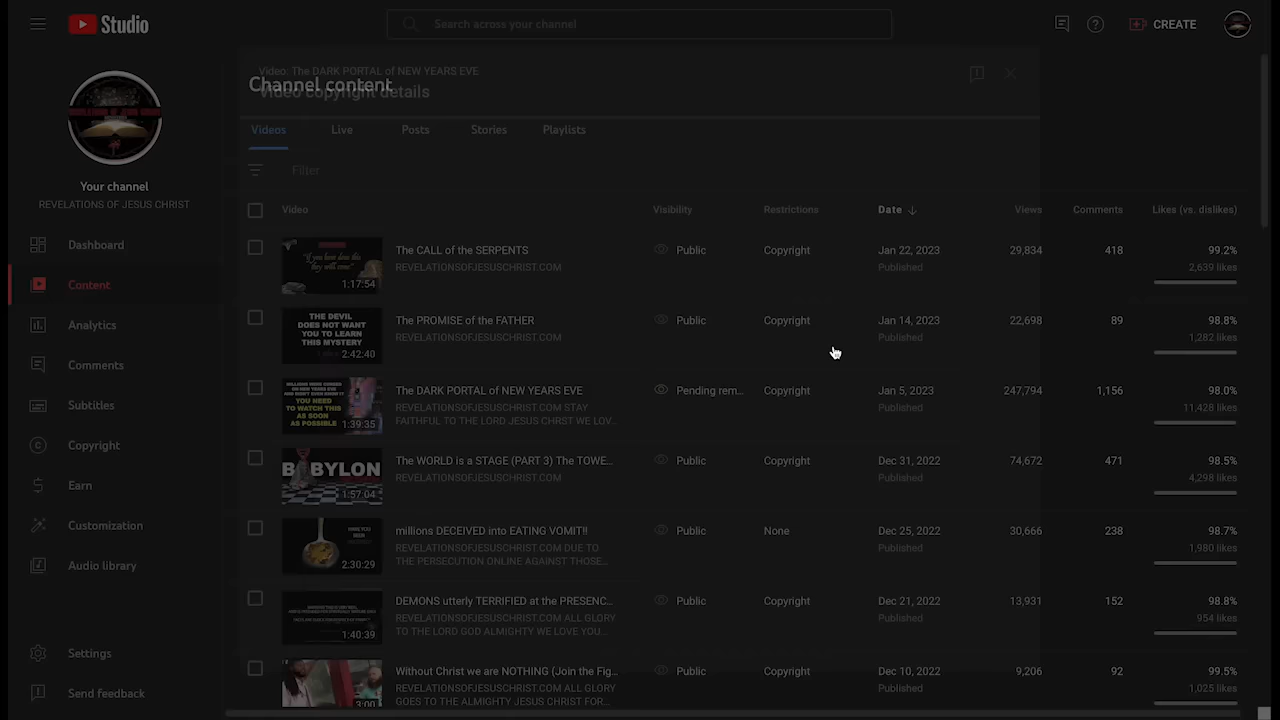 Studio
Search across your channel
CREATE
Video: The DARK PORTAL of NEW YEARS EVE
Channel content
Video copyright details
Your channel
REVELATIONS OF JESUS CHRIST
Dashboard
Content
Analytics
Comments
Subtitles
Copyright
Earn
Customization
Audio library
Settings
Send feedback
Videos Live Posts Stories Playlists
Filter
Video Visibility Restrictions Date Views Comments Likes (vs. dislikes)
The CALL of the SERPENTS Public Copyright Jan 22, 2023 29,834 418 99.2%
REVELATIONSOFJESUSCHRIST.COM Published 2,639 likes
1:17:54
The PROMISE of the FATHER Public Copyright Jan 14, 2023 22,698 89 98.8%
REVELATIONSOFJESUSCHRIST.COM Published 1,282 likes
THE DEVIL
DOES NOT WANT
YOU TO LEARN
THIS MYSTERY
2:42:40
The DARK PORTAL of NEW YEARS EVE Pending rem... Copyright Jan 5, 2023 247,794 1,156 98.0%
REVELATIONSOFJESUSCHRIST.COM STAY Published 11,428 likes
FAITHFUL TO THE LORD JESUS CHRST WE LOV...
YOU NEED
TO WATCH THIS
AS SOON
AS POSSIBLE
1:39:35
The WORLD is a STAGE (PART 3) The TOWE... Public Copyright Dec 31, 2022 74,672 471 98.5%
REVELATIONSOFJESUSCHRIST.COM Published 4,298 likes
BABYLON
1:57:04
millions DECEIVED into EATING VOMIT!! Public None Dec 25, 2022 30,666 238 98.7%
REVELATIONSOFJESUSCHRIST.COM DUE TO Published 1,980 likes
THE PERSECUTION ONLINE AGAINST THOSE...
2:30:29
DEMONS utterly TERRIFIED at the PRESENC... Public Copyright Dec 21, 2022 13,931 152 98.8%
REVELATIONSOFJESUSCHRIST.COM ALL GLORY Published 954 likes
TO THE LORD GOD ALMIGHTY WE LOVE YOU...
1:40:39
Without Christ we are NOTHING (Join the Fig... Public Copyright Dec 10, 2022 9,206 92 99.5%
REVELATIONSOFJESUSCHRIST.COM ALL GLORY Published 1,025 likes
GOES TO THE ALMIGHTY JESUS CHRIST FOR...
3:00